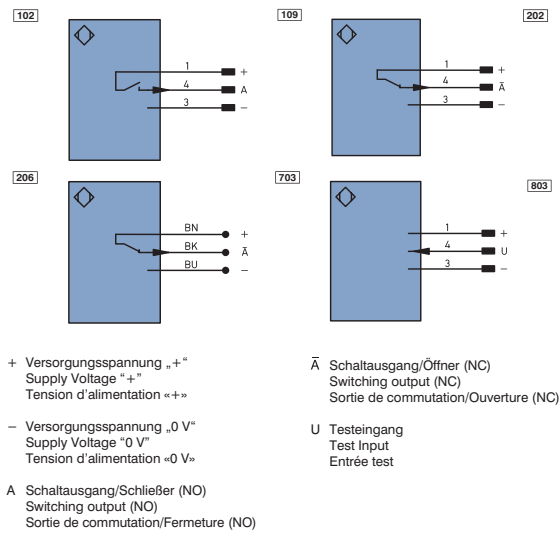 102
109
202
1 +
4 A
3 −
1 +
4 Ā
3 −
206
703
803
BN +
BK Ā
BU −
1 +
4 U
3 −
+ Versorgungsspannung „+“
Supply Voltage “+”
Tension d’alimentation «+»
− Versorgungsspannung „0 V“
Supply Voltage “0 V”
Tension d’alimentation «0 V»
A Schaltausgang/Schließer (NO)
Switching output (NO)
Sortie de commutation/Fermeture (NO)
Ā Schaltausgang/Öffner (NC)
Switching output (NC)
Sortie de commutation/Ouverture (NC)
U Testeingang
Test Input
Entrée test